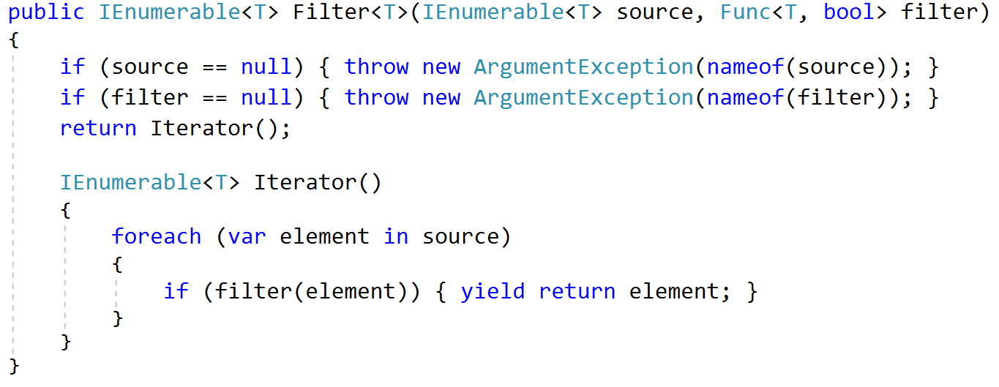 public IEnumerable<T> Filter<T>(IEnumerable<T> source, Func<T, bool> filter)
{
    if (source == null) { throw new ArgumentException(nameof(source)); }
    if (filter == null) { throw new ArgumentException(nameof(filter)); }
    return Iterator();

    IEnumerable<T> Iterator()
    {
        foreach (var element in source)
        {
            if (filter(element)) { yield return element; }
        }
    }
}